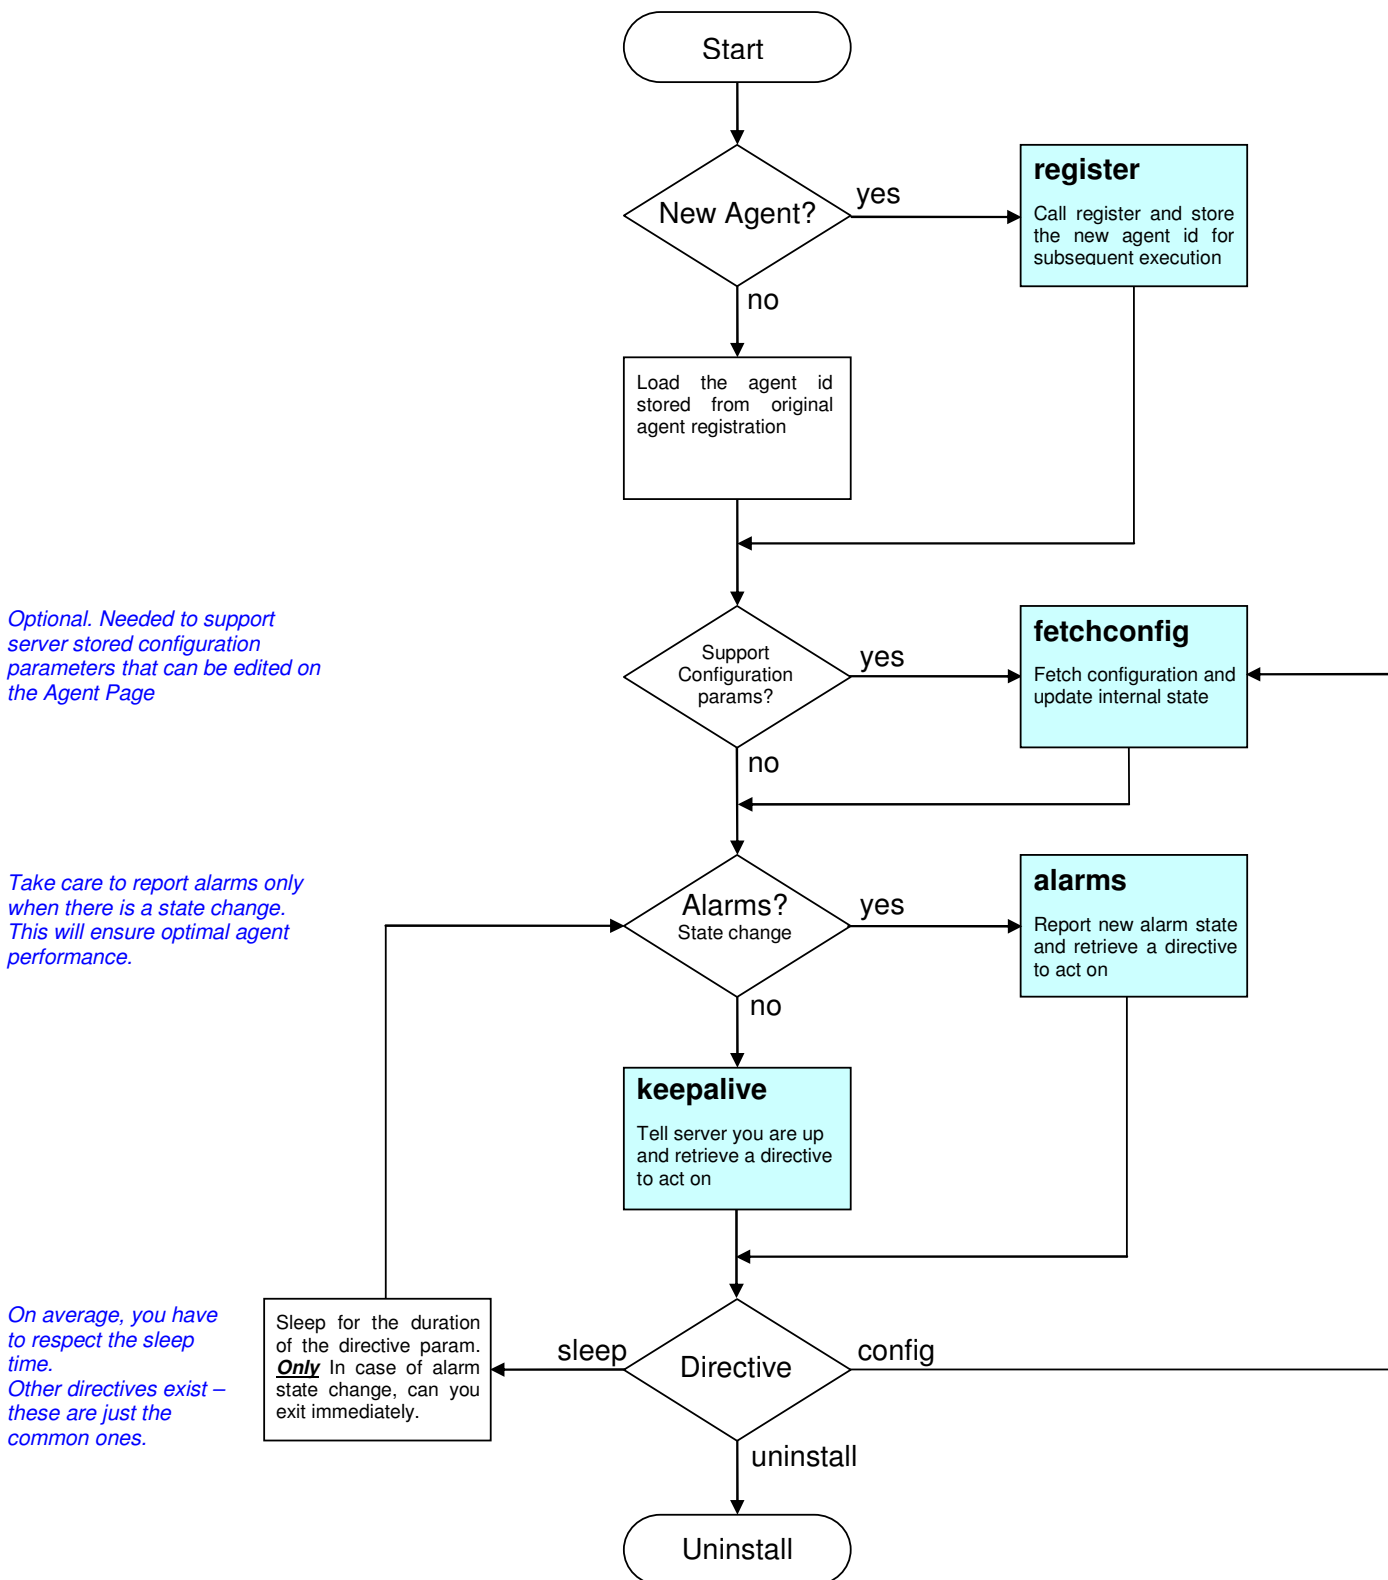 Start
New Agent?
yes
register
Call register and store
the new agent id for
subsequent execution
no
Load the agent id
stored from original
agent registration
Optional. Needed to support
server stored configuration
parameters that can be edited on
the Agent Page
Support
Configuration
params?
yes
fetchconfig
Fetch configuration and
update internal state
no
Take care to report alarms only
when there is a state change.
This will ensure optimal agent
performance.
Alarms?
State change
yes
alarms
Report new alarm state
and retrieve a directive
to act on
no
keepalive
Tell server you are up
and retrieve a directive
to act on
On average, you have
to respect the sleep
time.
Other directives exist –
these are just the
common ones.
Sleep for the duration
of the directive param.
Only In case of alarm
state change, can you
exit immediately.
sleep
Directive
config
uninstall
Uninstall